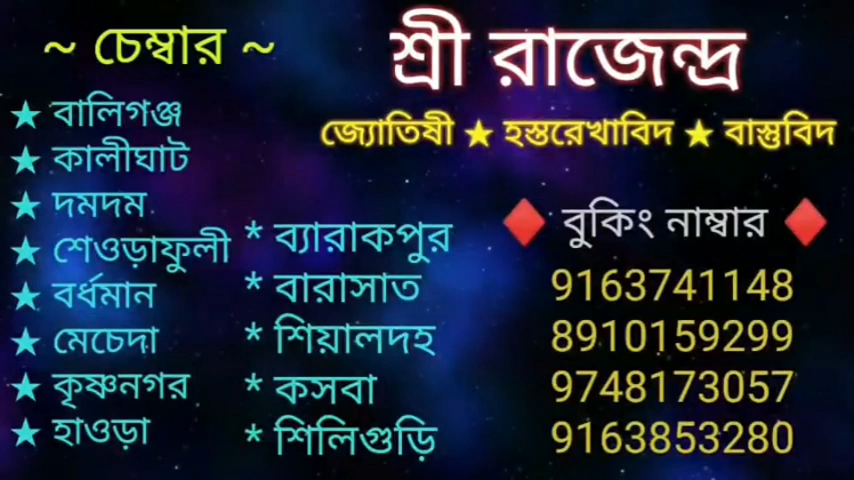 ~ চেম্বার ~
★ বালিগঞ্জ
★ কালীঘাট
★ দমদম
★ শেওড়াফুলী
★ বর্ধমান
★ মেচেদা
★ কৃষ্ণনগর
★ হাওড়া
* ব্যারাকপুর
* বারাসাত
* শিয়ালদহ
* কসবা
* শিলিগুড়ি
শ্রী রাজেন্দ্র
জ্যোতিষী ★ হস্তরেখাবিদ ★ বাস্তুবিদ
♦ বুকিং নাম্বার ♦
9163741148
8910159299
9748173057
9163853280